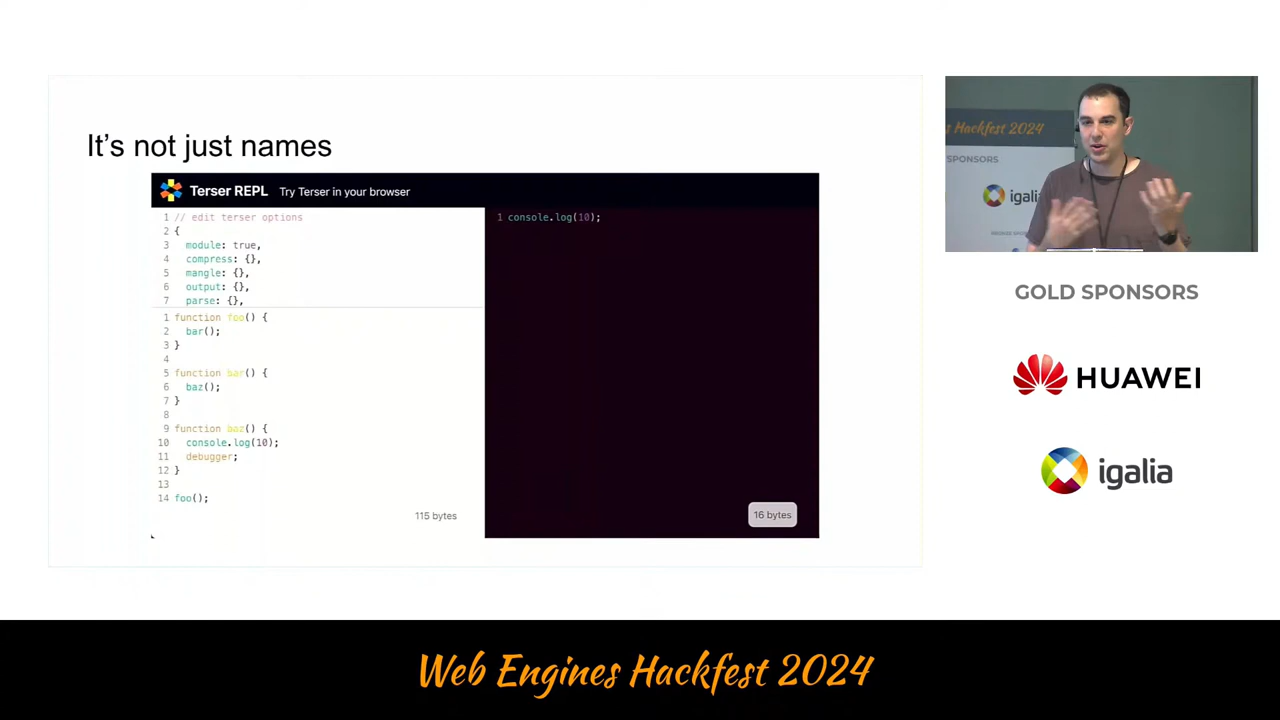 It's not just names
Terser REPL Try Terser in your browser
1 // edit terser options
2 {
3 module: true,
4 compress: {},
5 mangle: {},
6 output: {},
7 parse: {},
1 function foo() {
2 bar();
3 }
4
5 function bar() {
6 baz();
7 }
8
9 function baz() {
10 console.log(10);
11 debugger;
12 }
13
14 foo();
115 bytes
1 console.log(10);
16 bytes
s Hackfest 2024
SPONSORS
igali
GOLD SPONSORS
HUAWEI
igalia
Web Engines Hackfest 2024